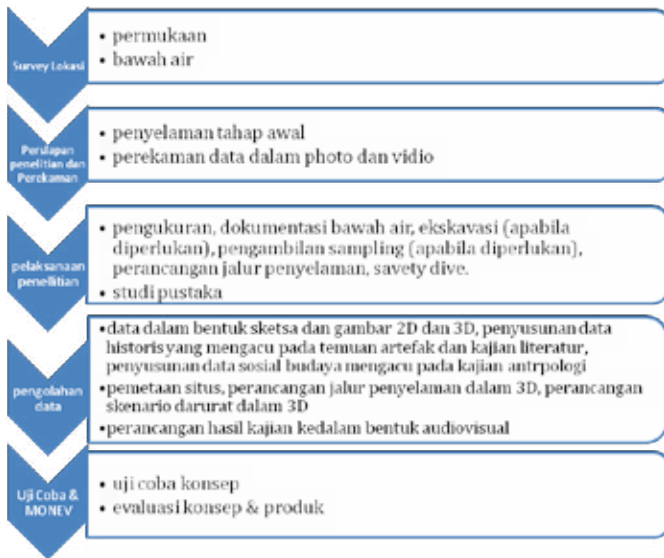 Survey Lokasi
• permukaan
• bawah air
Persiapan
penelitian dan
Perekaman
• penyelaman tahap awal
• perekaman data dalam photo dan vidio
pelaksanaan
penellitian
• pengukuran, dokumentasi bawah air, ekskavasi (apabila
diperlukan), pengambilan sampling (apabila diperlukan),
perancangan jalur penyelaman, savety dive.
• studi pustaka
pengolahan
data
•data dalam bentuk sketsa dan gambar 2D dan 3D, penyusunan data
historis yang mengacu pada temuan artefak dan kajian literatur,
penyusunan data sosial budaya mengacu pada kajian antrpologi
•pemetaan situs, perancangan jalur penyelaman dalam 3D, perancangan
skenario darurat dalam 3D
•perancangan hasil kajian kedalam bentuk audiovisual
Uji Coba &
MONEV
• uji coba konsep
• evaluasi konsep & produk